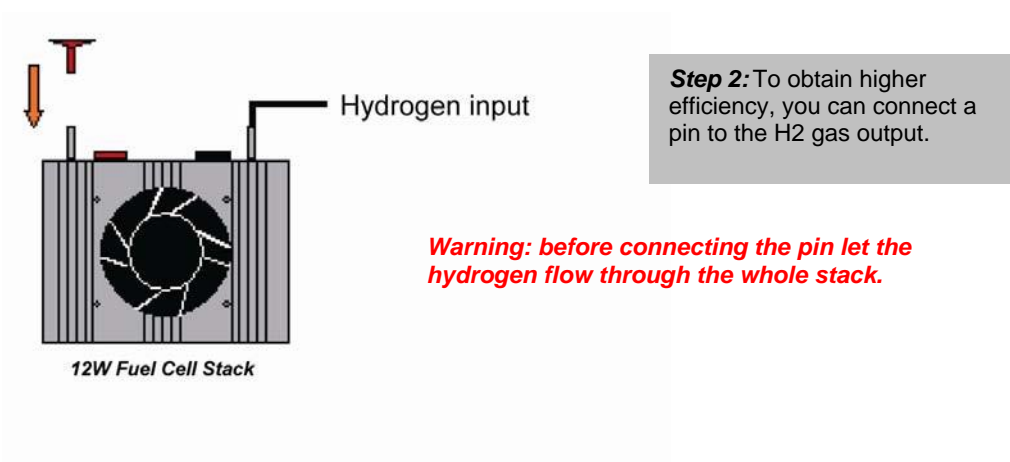 Hydrogen input
Step 2: To obtain higher
efficiency, you can connect a
pin to the H2 gas output.
Warning: before connecting the pin let the
hydrogen flow through the whole stack.
12W Fuel Cell Stack